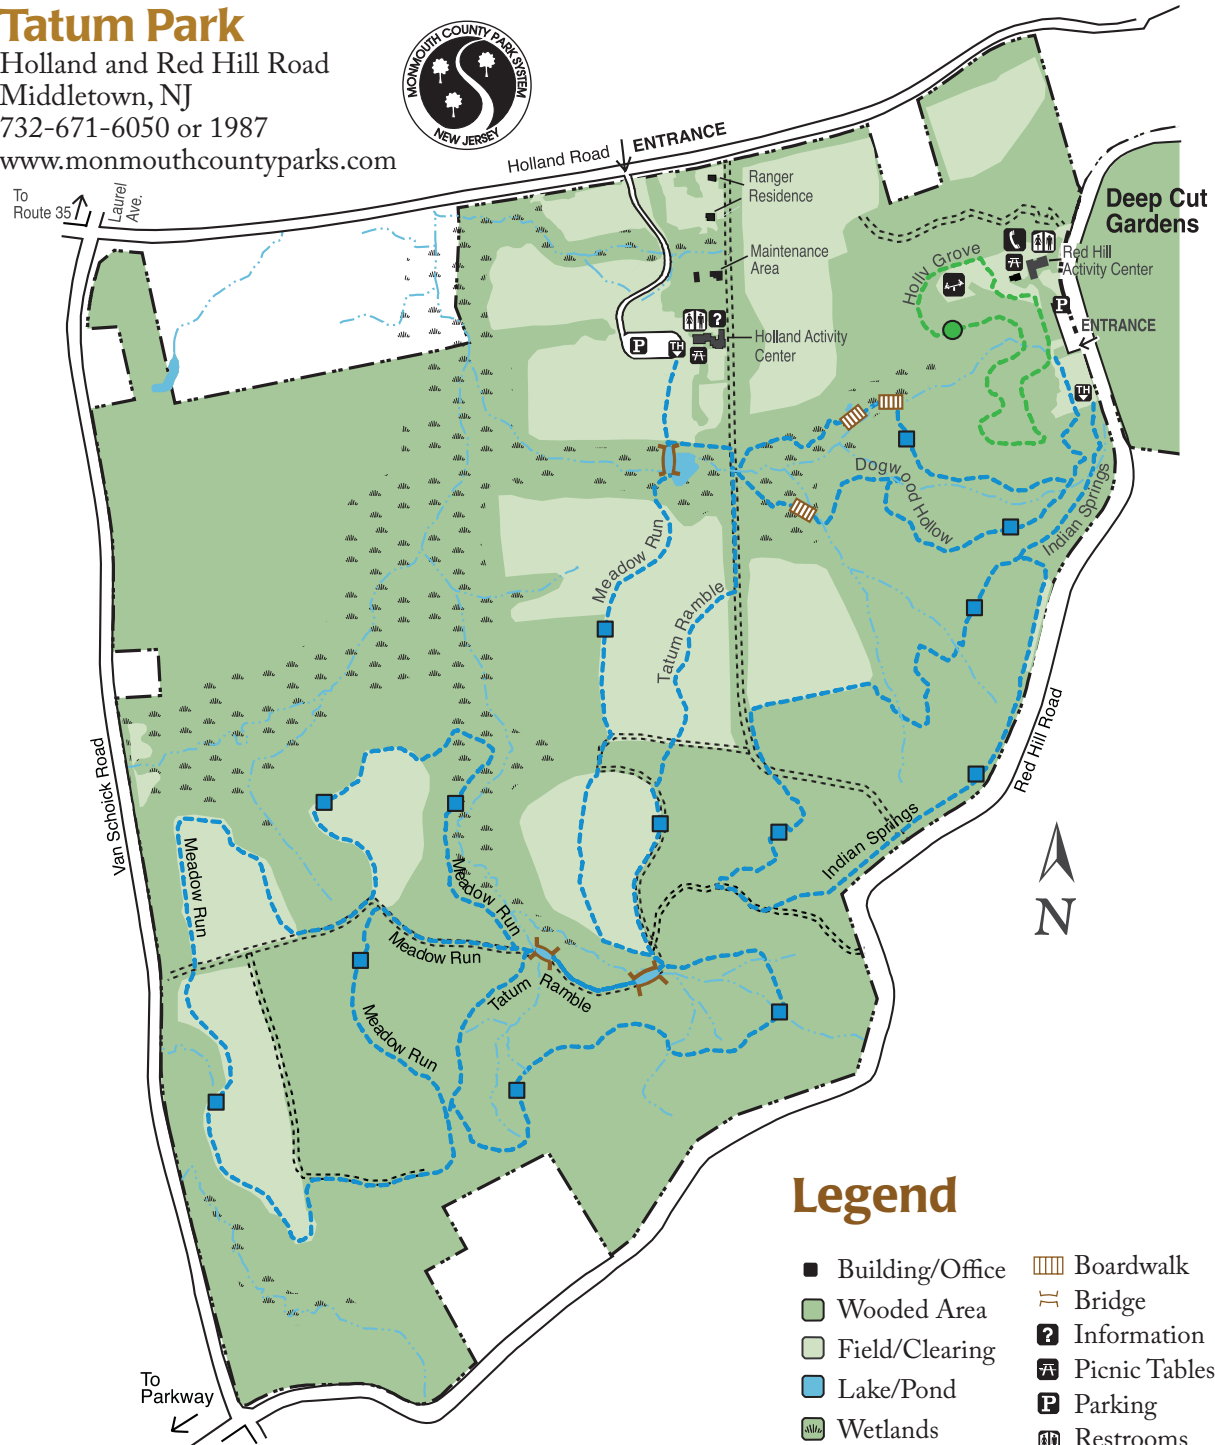 Tatum Park
Holland and Red Hill Road
Middletown, NJ
732-671-6050 or 1987
www.monmouthcountyparks.com
MONMOUTH COUNTY PARK SYSTEM
NEW JERSEY
To
Route 35
Laurel
Ave.
Holland Road
ENTRANCE
Ranger
Residence
Maintenance
Area
Holland Activity
Center
?
P
TH
Deep Cut
Gardens
Holly Grove
Red Hill
Activity Center
P
ENTRANCE
TH
Dogwood Hollow
Indian Springs
Meadow Run
Tatum Ramble
Red Hill Road
Van Schoick Road
Indian Springs
Meadow Run
Meadow Run
Meadow Run
Tatum Ramble
Meadow Run
N
To
Parkway
Legend
Building/Office
Wooded Area
Field/Clearing
Lake/Pond
Wetlands
Boardwalk
Bridge
? Information
Picnic Tables
P Parking
Restrooms